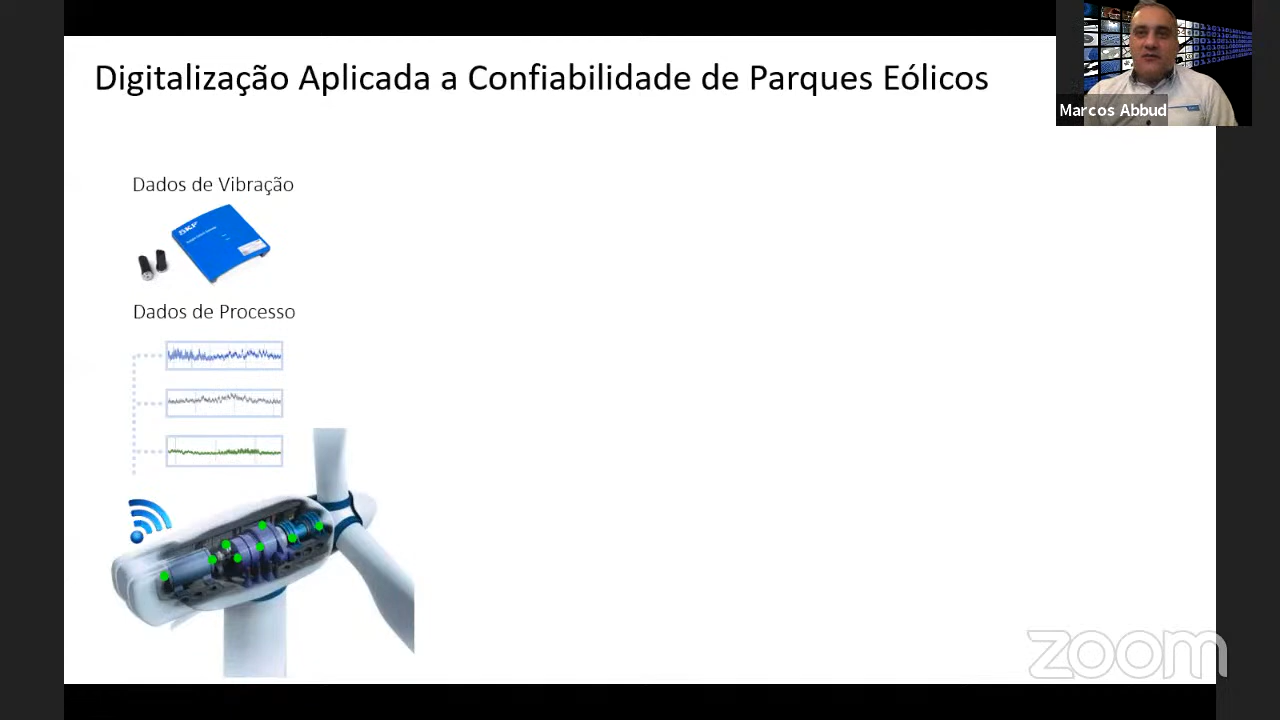 Digitalização Aplicada a Confiabilidade de Parques Eólicos
Marcos Abbud
Dados de Vibração
SKF
Dados de Processo
zoom